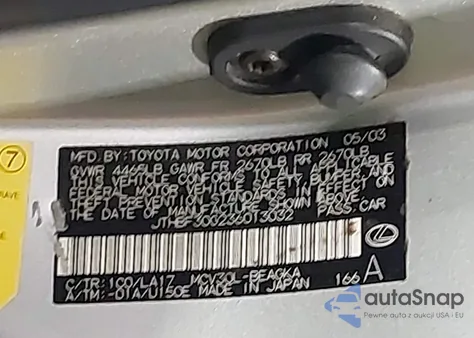 7
RAVE
MFD. BY: TOYOTA MOTOR CORPORATION 05/03
GVWR 4465LB GAWR FR 2670LB RR 2670LB
THIS VEHICLE CONFORMS TO ALL APPLICABLE
FEDERAL MOTOR VEHICLE SAFETY, BUMPER, AND
THEFT PREVENTION STANDARDS IN EFFECT ON
THE DATE OF MANUFACTURE SHOWN ABOVE.
PASS. CAR
LEXUS
C/TR: 1C0/LA17 MCV30L-BEAGKA
A/TM: -01A/U150E MADE IN JAPAN 166 A
autaSnap
Pewne auta z aukcji USA i EU